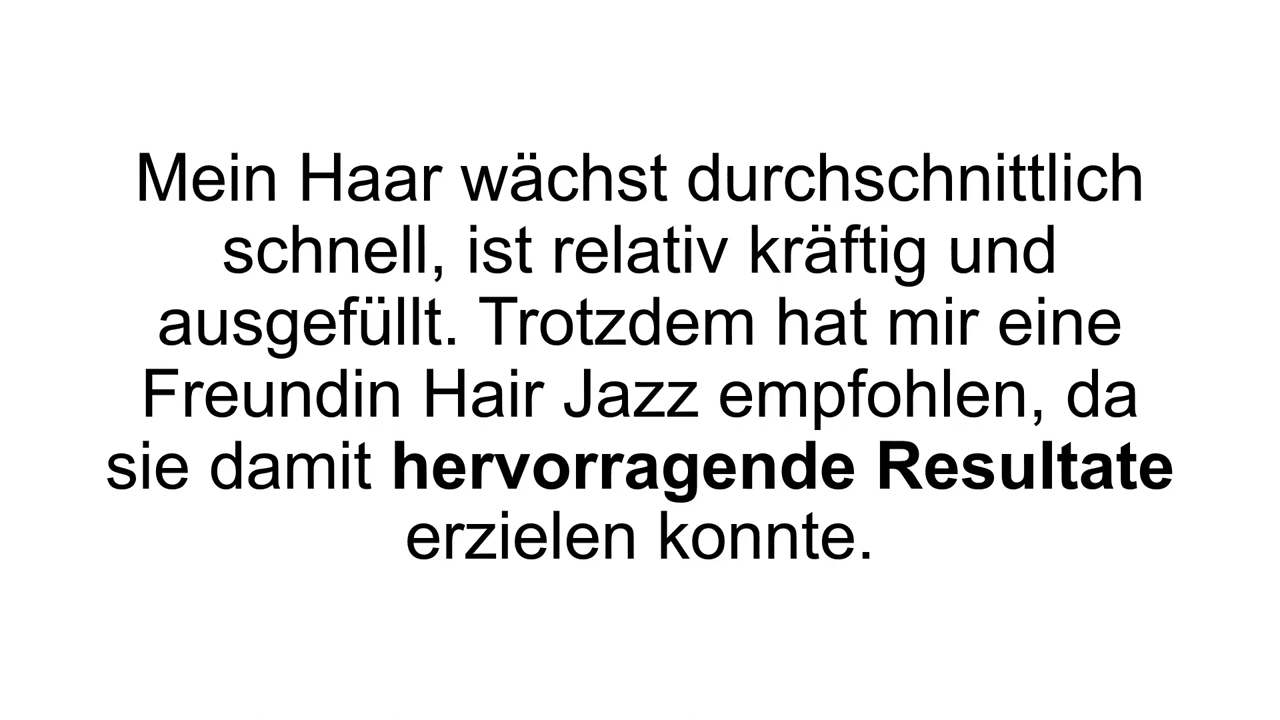 Mein Haar wächst durchschnittlich
schnell, ist relativ kräftig und
ausgefüllt. Trotzdem hat mir eine
Freundin Hair Jazz empfohlen, da
sie damit hervorragende Resultate
erzielen konnte.